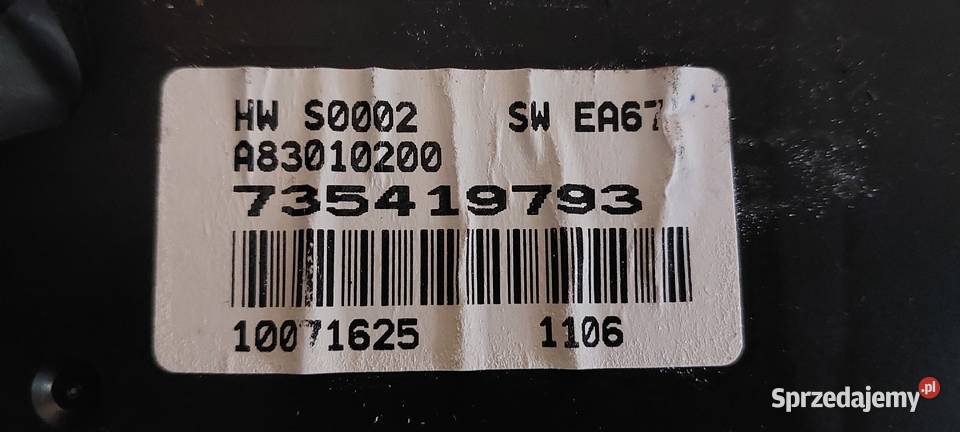 HW S0002 SW EA67
A83010200
735419793
10071625 1106
Sprzedajemy.pl